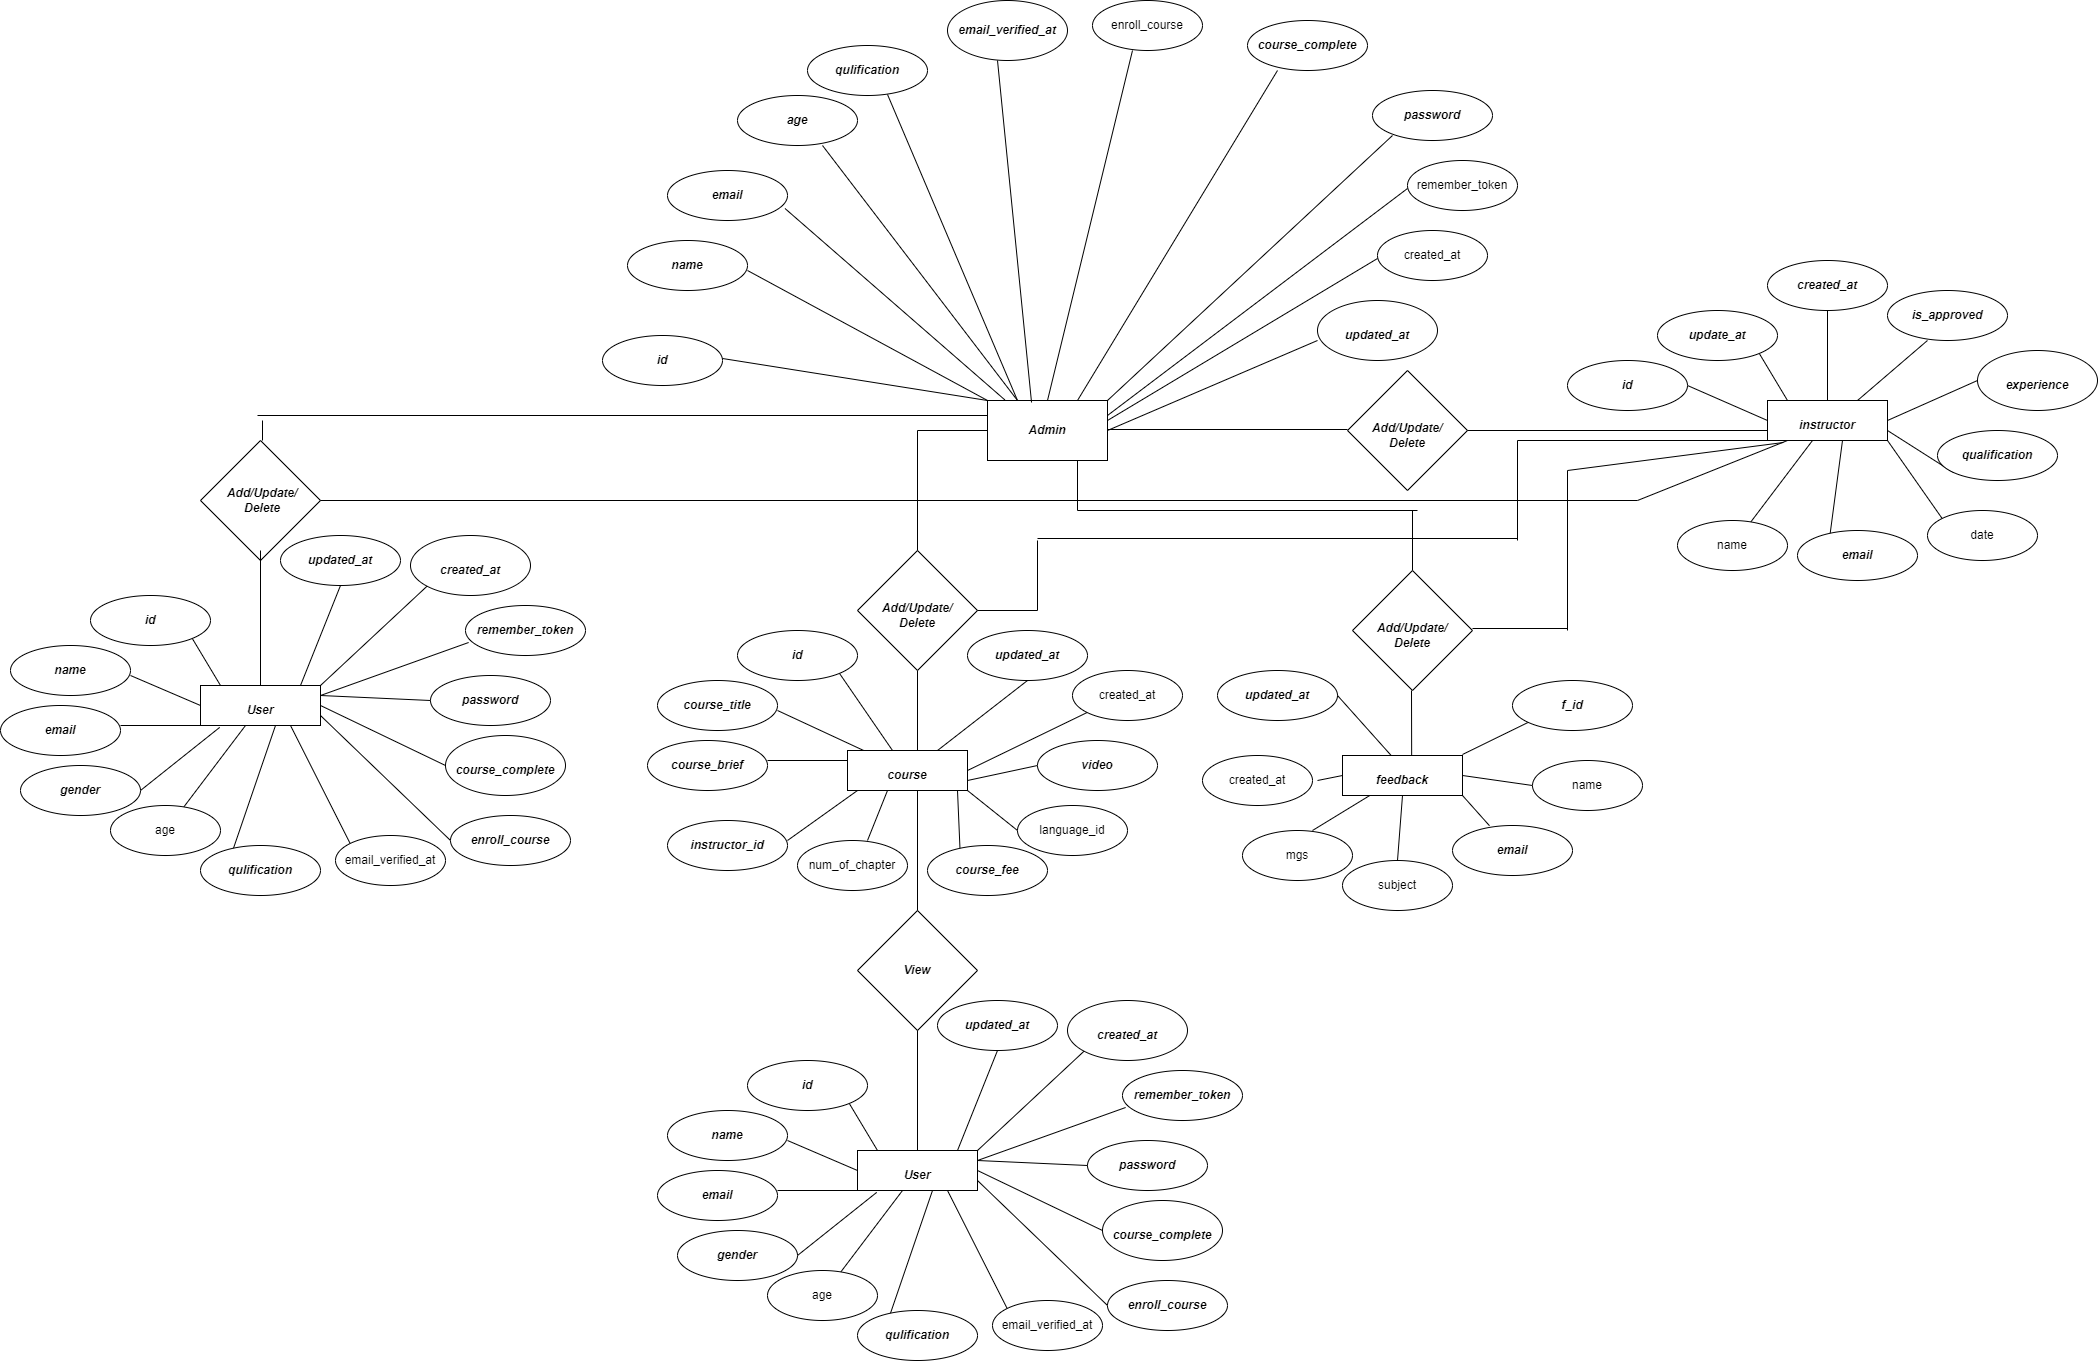 email_verified_at
enroll_course
course_complete
qulification
age
password
email
remember_token
name
created_at
id
updated_at
Admin
Add/Update/
Delete
created_at
is_approved
update_at
id
experience
instructor
qualification
name
email
date
Add/Update/
Delete
updated_at
created_at
id
remember_token
name
password
User
email
course_complete
gender
age
enroll_course
qulification
email_verified_at
Add/Update/
Delete
id
updated_at
course_title
created_at
course_brief
video
course
instructor_id
language_id
num_of_chapter
course_fee
Add/Update/
Delete
updated_at
f_id
created_at
feedback
name
mgs
email
subject
View
updated_at
created_at
id
remember_token
name
password
User
email
course_complete
gender
age
enroll_course
qulification
email_verified_at